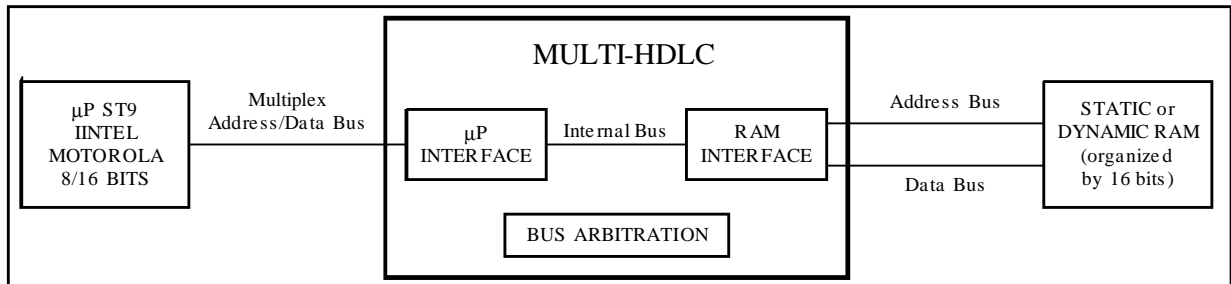 MULTI-HDLC
µP ST9
IINTEL
MOTOROLA
8/16 BITS
Multiplex
Address/Data Bus
µP
INTERFACE
Internal Bus
RAM
INTERFACE
Address Bus
Data Bus
STATIC or
DYNAMIC RAM
(organized
by 16 bits)
BUS ARBITRATION